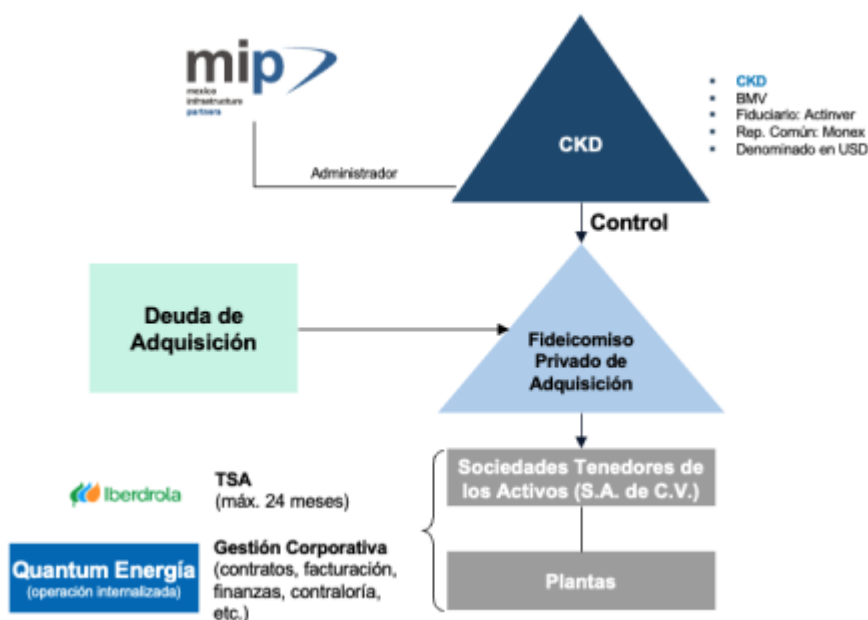 mip
mexico
infrastructure
partners
Administrador
CKD
CKD
BMV
Fiduciario: Actinver
Rep. Común: Monex
Denominado en USD
Control
Deuda de
Adquisición
Fideicomiso
Privado de
Adquisición
Sociedades Tenedores de
los Activos (S.A. de C.V.)
Plantas
Iberdrola
TSA
(máx. 24 meses)
Quantum Energía
(operación internalizada)
Gestión Corporativa
(contratos, facturación,
finanzas, contraloría,
etc.)